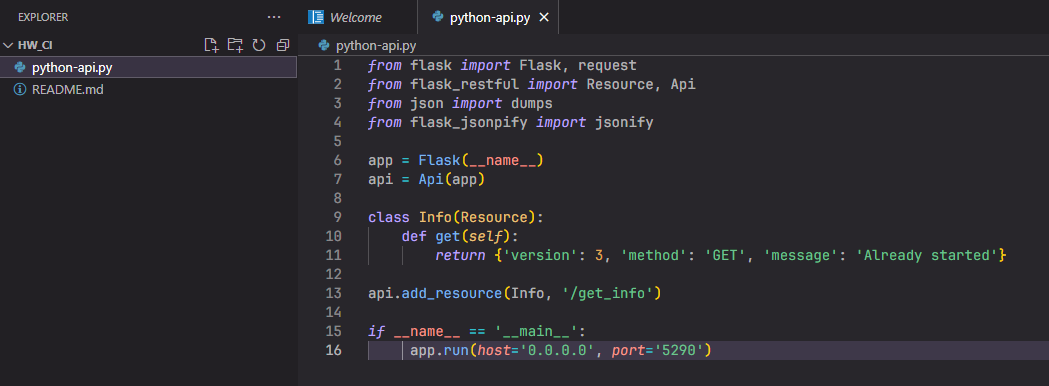 EXPLORER ···
HW_CI
python-api.py
README.md
Welcome
python-api.py
python-api.py
1 from flask import Flask, request
2 from flask_restful import Resource, Api
3 from json import dumps
4 from flask_jsonpify import jsonify
5
6 app = Flask(__name__)
7 api = Api(app)
8
9 class Info(Resource):
10     def get(self):
11         return {'version': 3, 'method': 'GET', 'message': 'Already started'}
12
13 api.add_resource(Info, '/get_info')
14
15 if __name__ == '__main__':
16      app.run(host='0.0.0.0', port='5290')